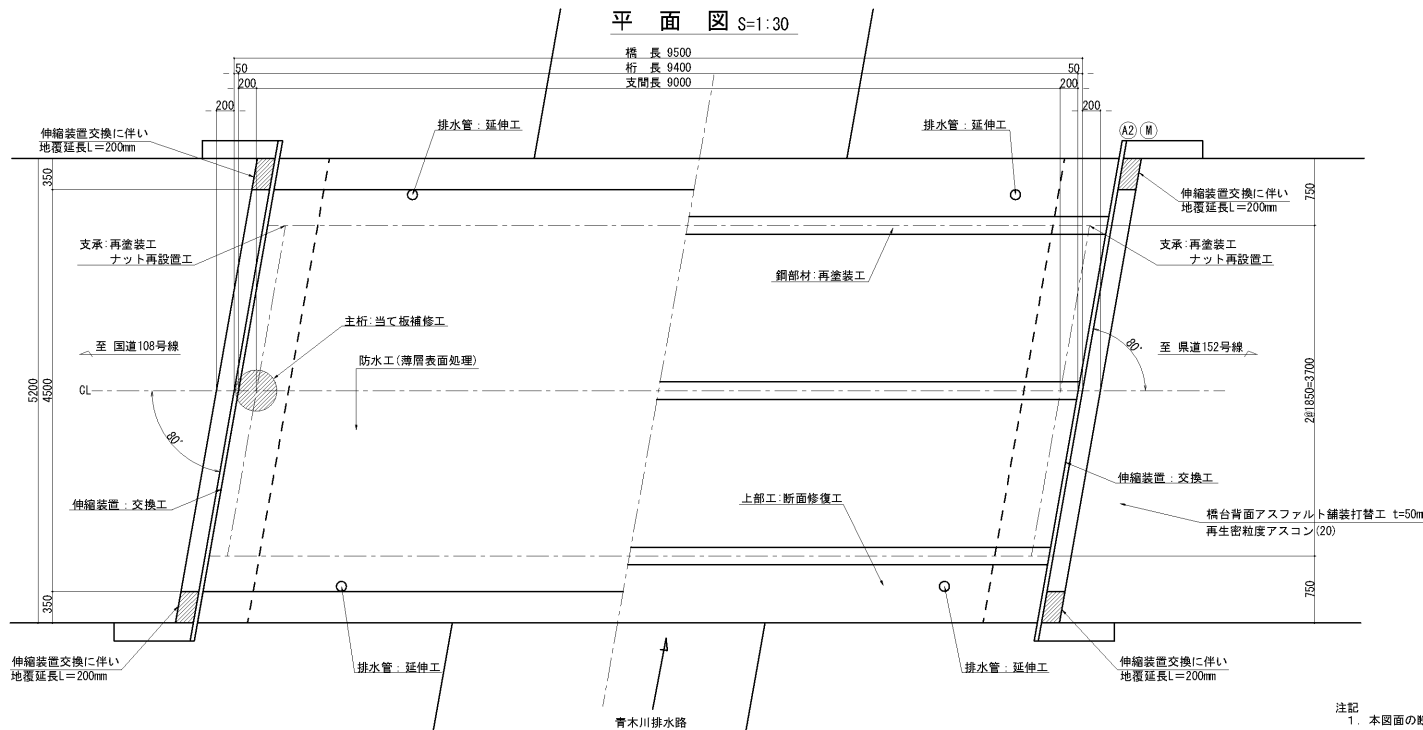 平 面 図 S=1:30
橋 長 9500
50
桁 長 9400
50
200
支間長 9000
200
200
200
伸縮装置交換に伴い
地覆延長L=200mm
排水管：延伸工
排水管：延伸工
A2 M
伸縮装置交換に伴い
地覆延長L=200mm
350
750
支承:再塗装工
ナット再設置工
支承:再塗装工
ナット再設置工
鋼部材:再塗装工
主桁:当て板補修工
至 国道108号線
防水工(薄層表面処理)
80°
至 県道152号線
5200
4500
CL
2@1850=3700
80°
伸縮装置：交換工
伸縮装置：交換工
上部工:断面修復工
橋台背面アスファルト舗装打替工 t=50m
再生密粒度アスコン(20)
350
750
伸縮装置交換に伴い
地覆延長L=200mm
排水管：延伸工
排水管：延伸工
伸縮装置交換に伴い
地覆延長L=200mm
青木川排水路
注記
1. 本図面の